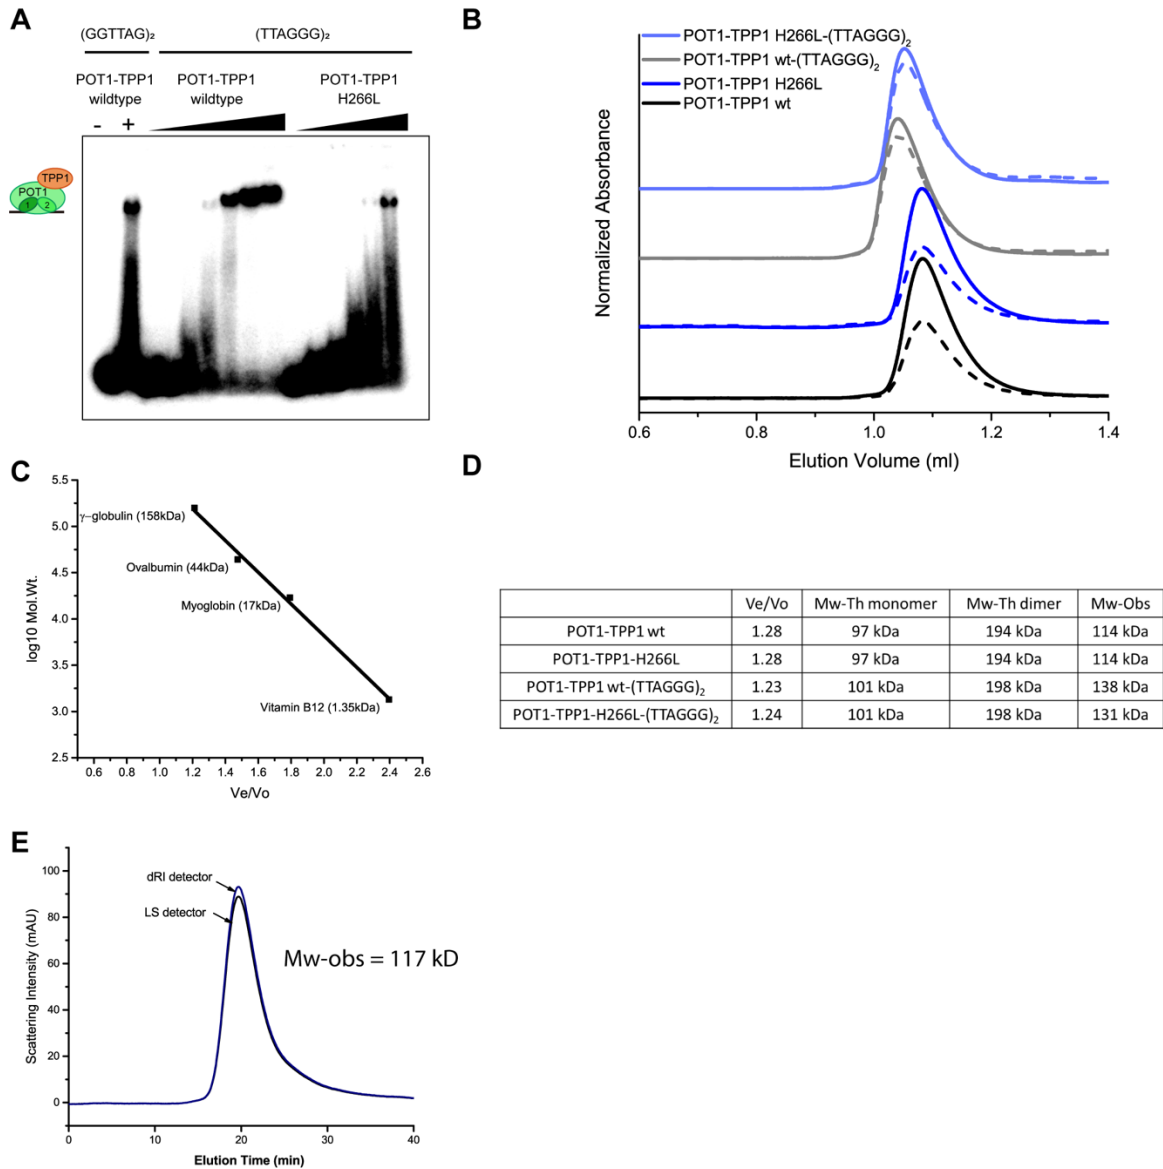 A
(GGTTAG)₂
(TTAGGG)₂
POT1-TPP1
wildtype
POT1-TPP1
wildtype
POT1-TPP1
H266L
- +
TPP1
POT1
1 2
B
POT1-TPP1 H266L-(TTAGGG)₂
POT1-TPP1 wt-(TTAGGG)₂
POT1-TPP1 H266L
POT1-TPP1 wt
Normalized Absorbance
0.6 0.8 1.0 1.2 1.4
Elution Volume (ml)
C
5.5
5.0
4.5
4.0
3.5
3.0
2.5
log10 Mol.Wt.
γ-globulin (158kDa)
Ovalbumin (44kDa)
Myoglobin (17kDa)
Vitamin B12 (1.35kDa)
0.6 0.8 1.0 1.2 1.4 1.6 1.8 2.0 2.2 2.4 2.6
Ve/Vo
D
Ve/Vo Mw-Th monomer Mw-Th dimer Mw-Obs
POT1-TPP1 wt 1.28 97 kDa 194 kDa 114 kDa
POT1-TPP1-H266L 1.28 97 kDa 194 kDa 114 kDa
POT1-TPP1 wt-(TTAGGG)₂ 1.23 101 kDa 198 kDa 138 kDa
POT1-TPP1-H266L-(TTAGGG)₂ 1.24 101 kDa 198 kDa 131 kDa
E
100
80
60
40
20
0
Scattering Intensity (mAU)
dRI detector
LS detector
Mw-obs = 117 kD
0 10 20 30 40
Elution Time (min)